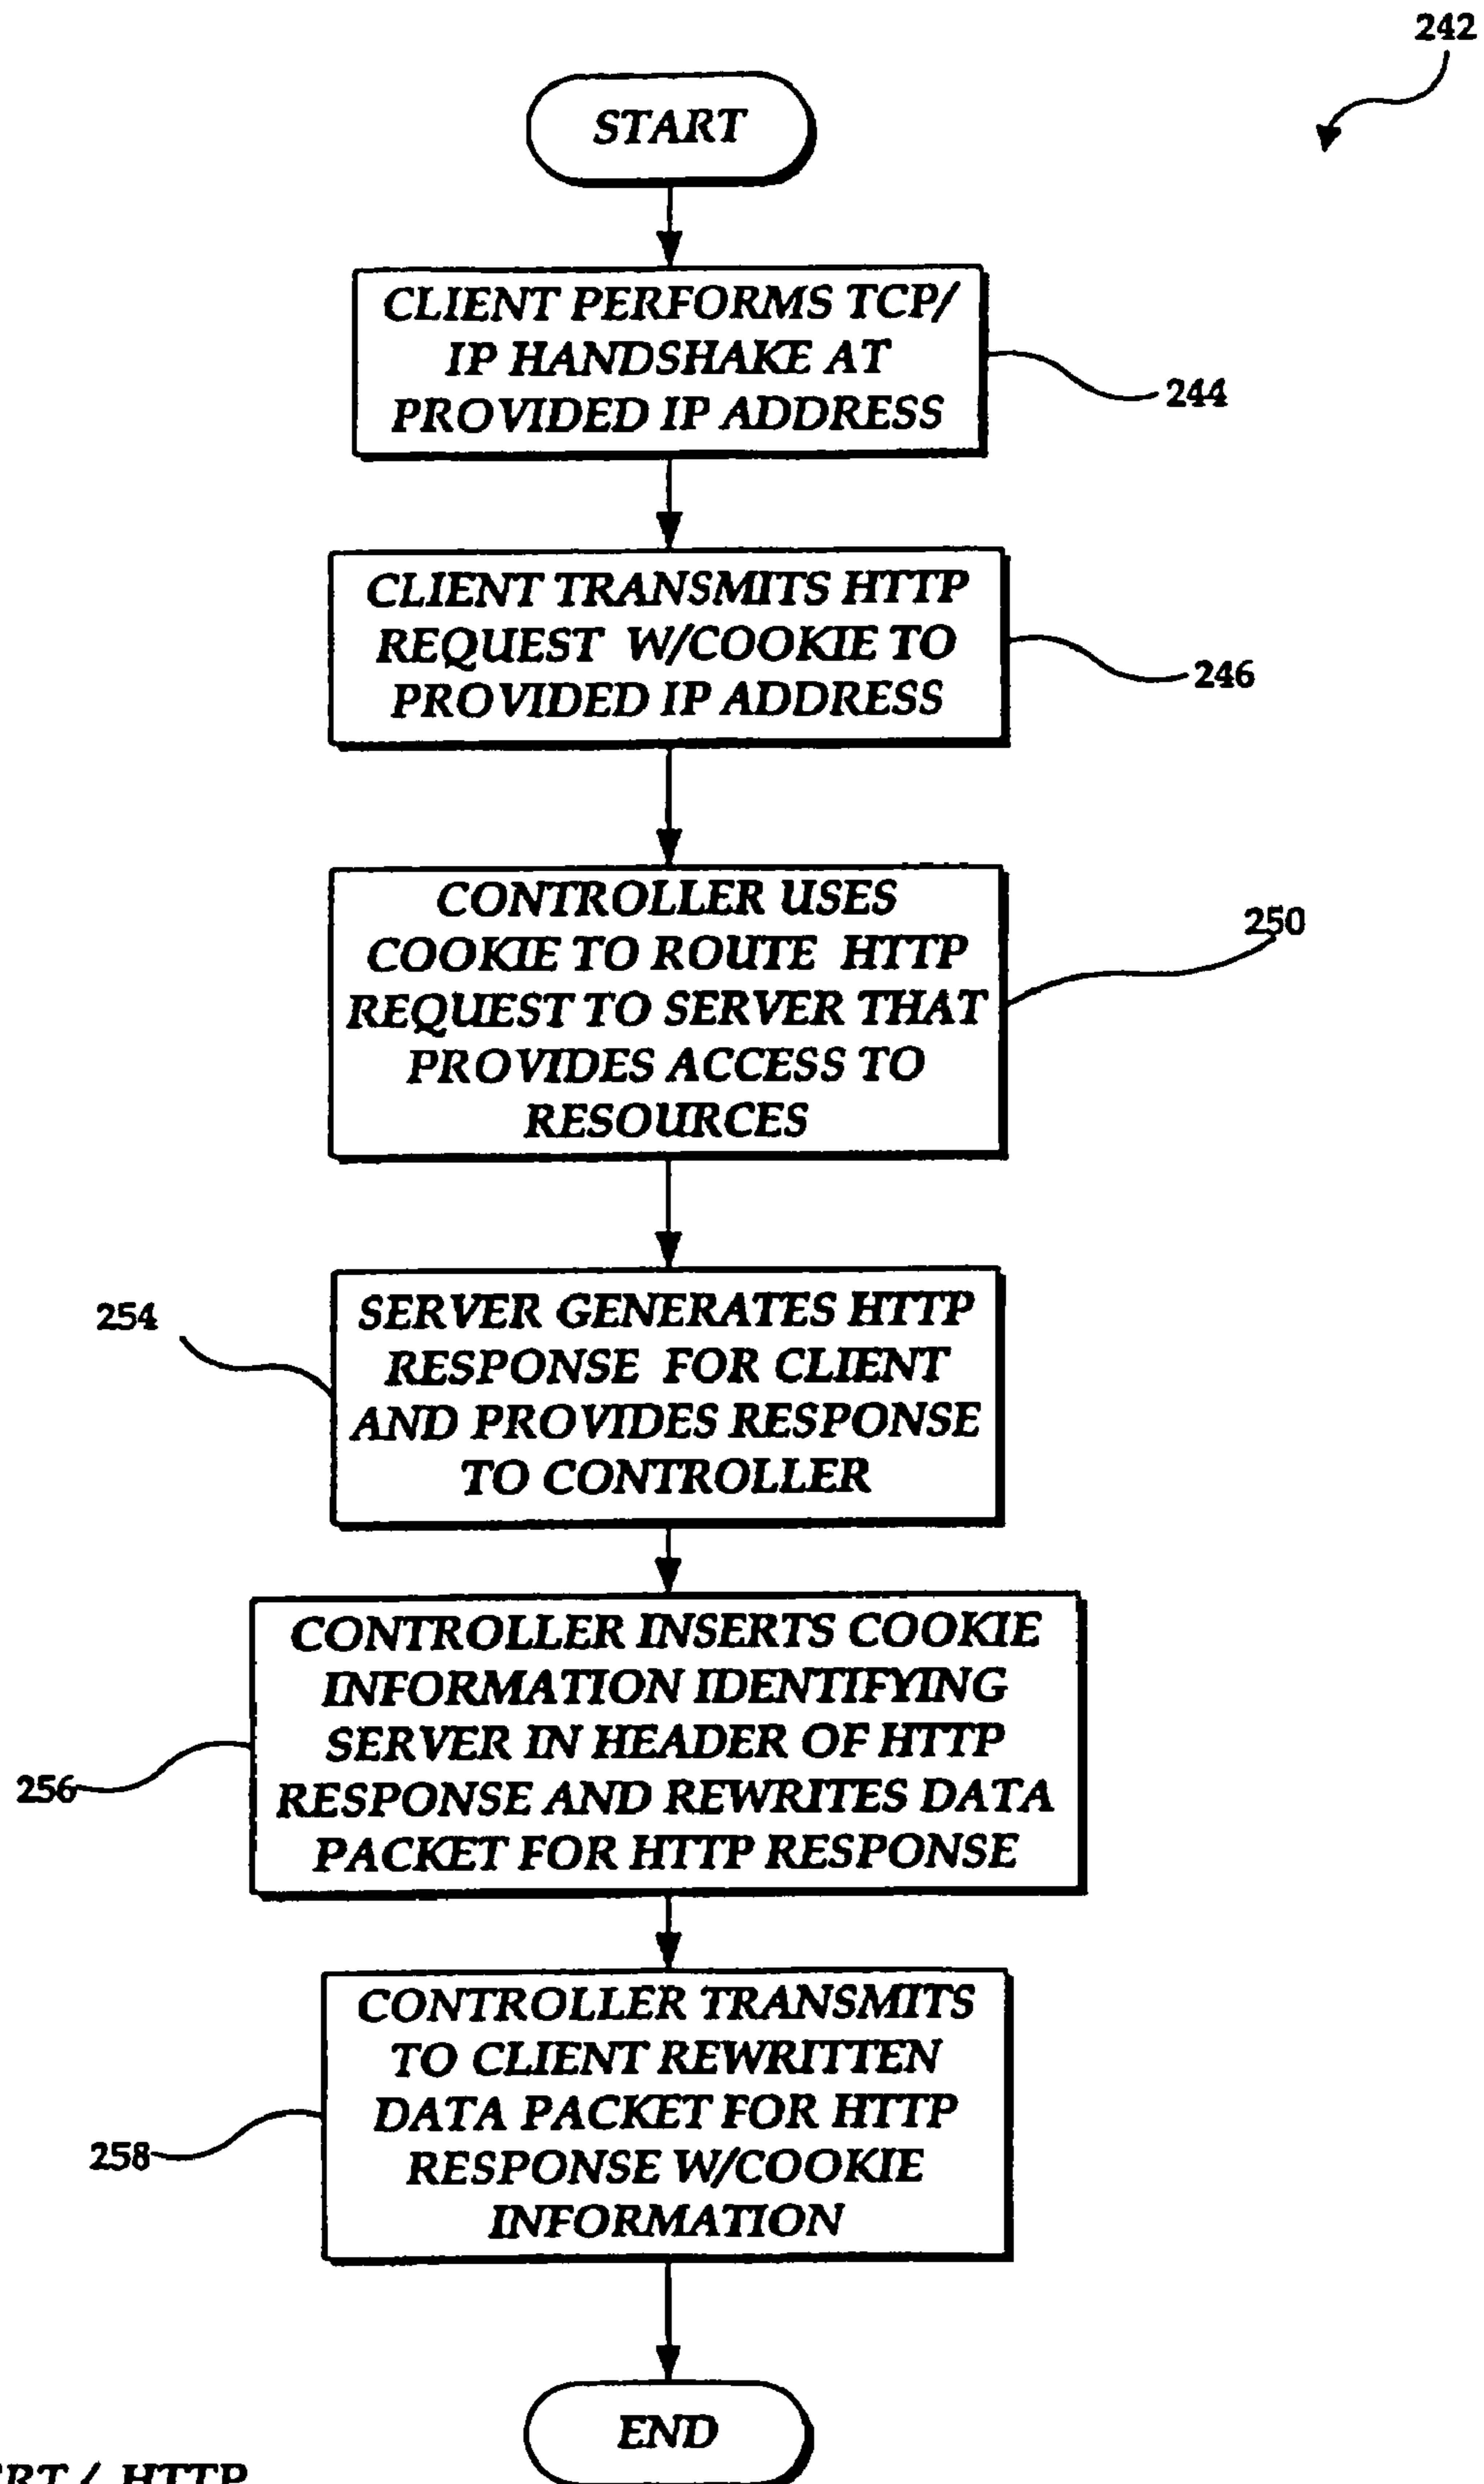 242
START
CLIENT PERFORMS TCP/
IP HANDSHAKE AT
PROVIDED IP ADDRESS
244
CLIENT TRANSMITS HTTP
REQUEST W/COOKIE TO
PROVIDED IP ADDRESS
246
CONTROLLER USES
COOKIE TO ROUTE HTTP
REQUEST TO SERVER THAT
PROVIDES ACCESS TO
RESOURCES
250
254
SERVER GENERATES HTTP
RESPONSE FOR CLIENT
AND PROVIDES RESPONSE
TO CONTROLLER
CONTROLLER INSERTS COOKIE
INFORMATION IDENTIFYING
SERVER IN HEADER OF HTTP
RESPONSE AND REWRITES DATA
PACKET FOR HTTP RESPONSE
256
CONTROLLER TRANSMITS
TO CLIENT REWRITTEN
DATA PACKET FOR HTTP
RESPONSE W/COOKIE
INFORMATION
258
END
/ HTTP